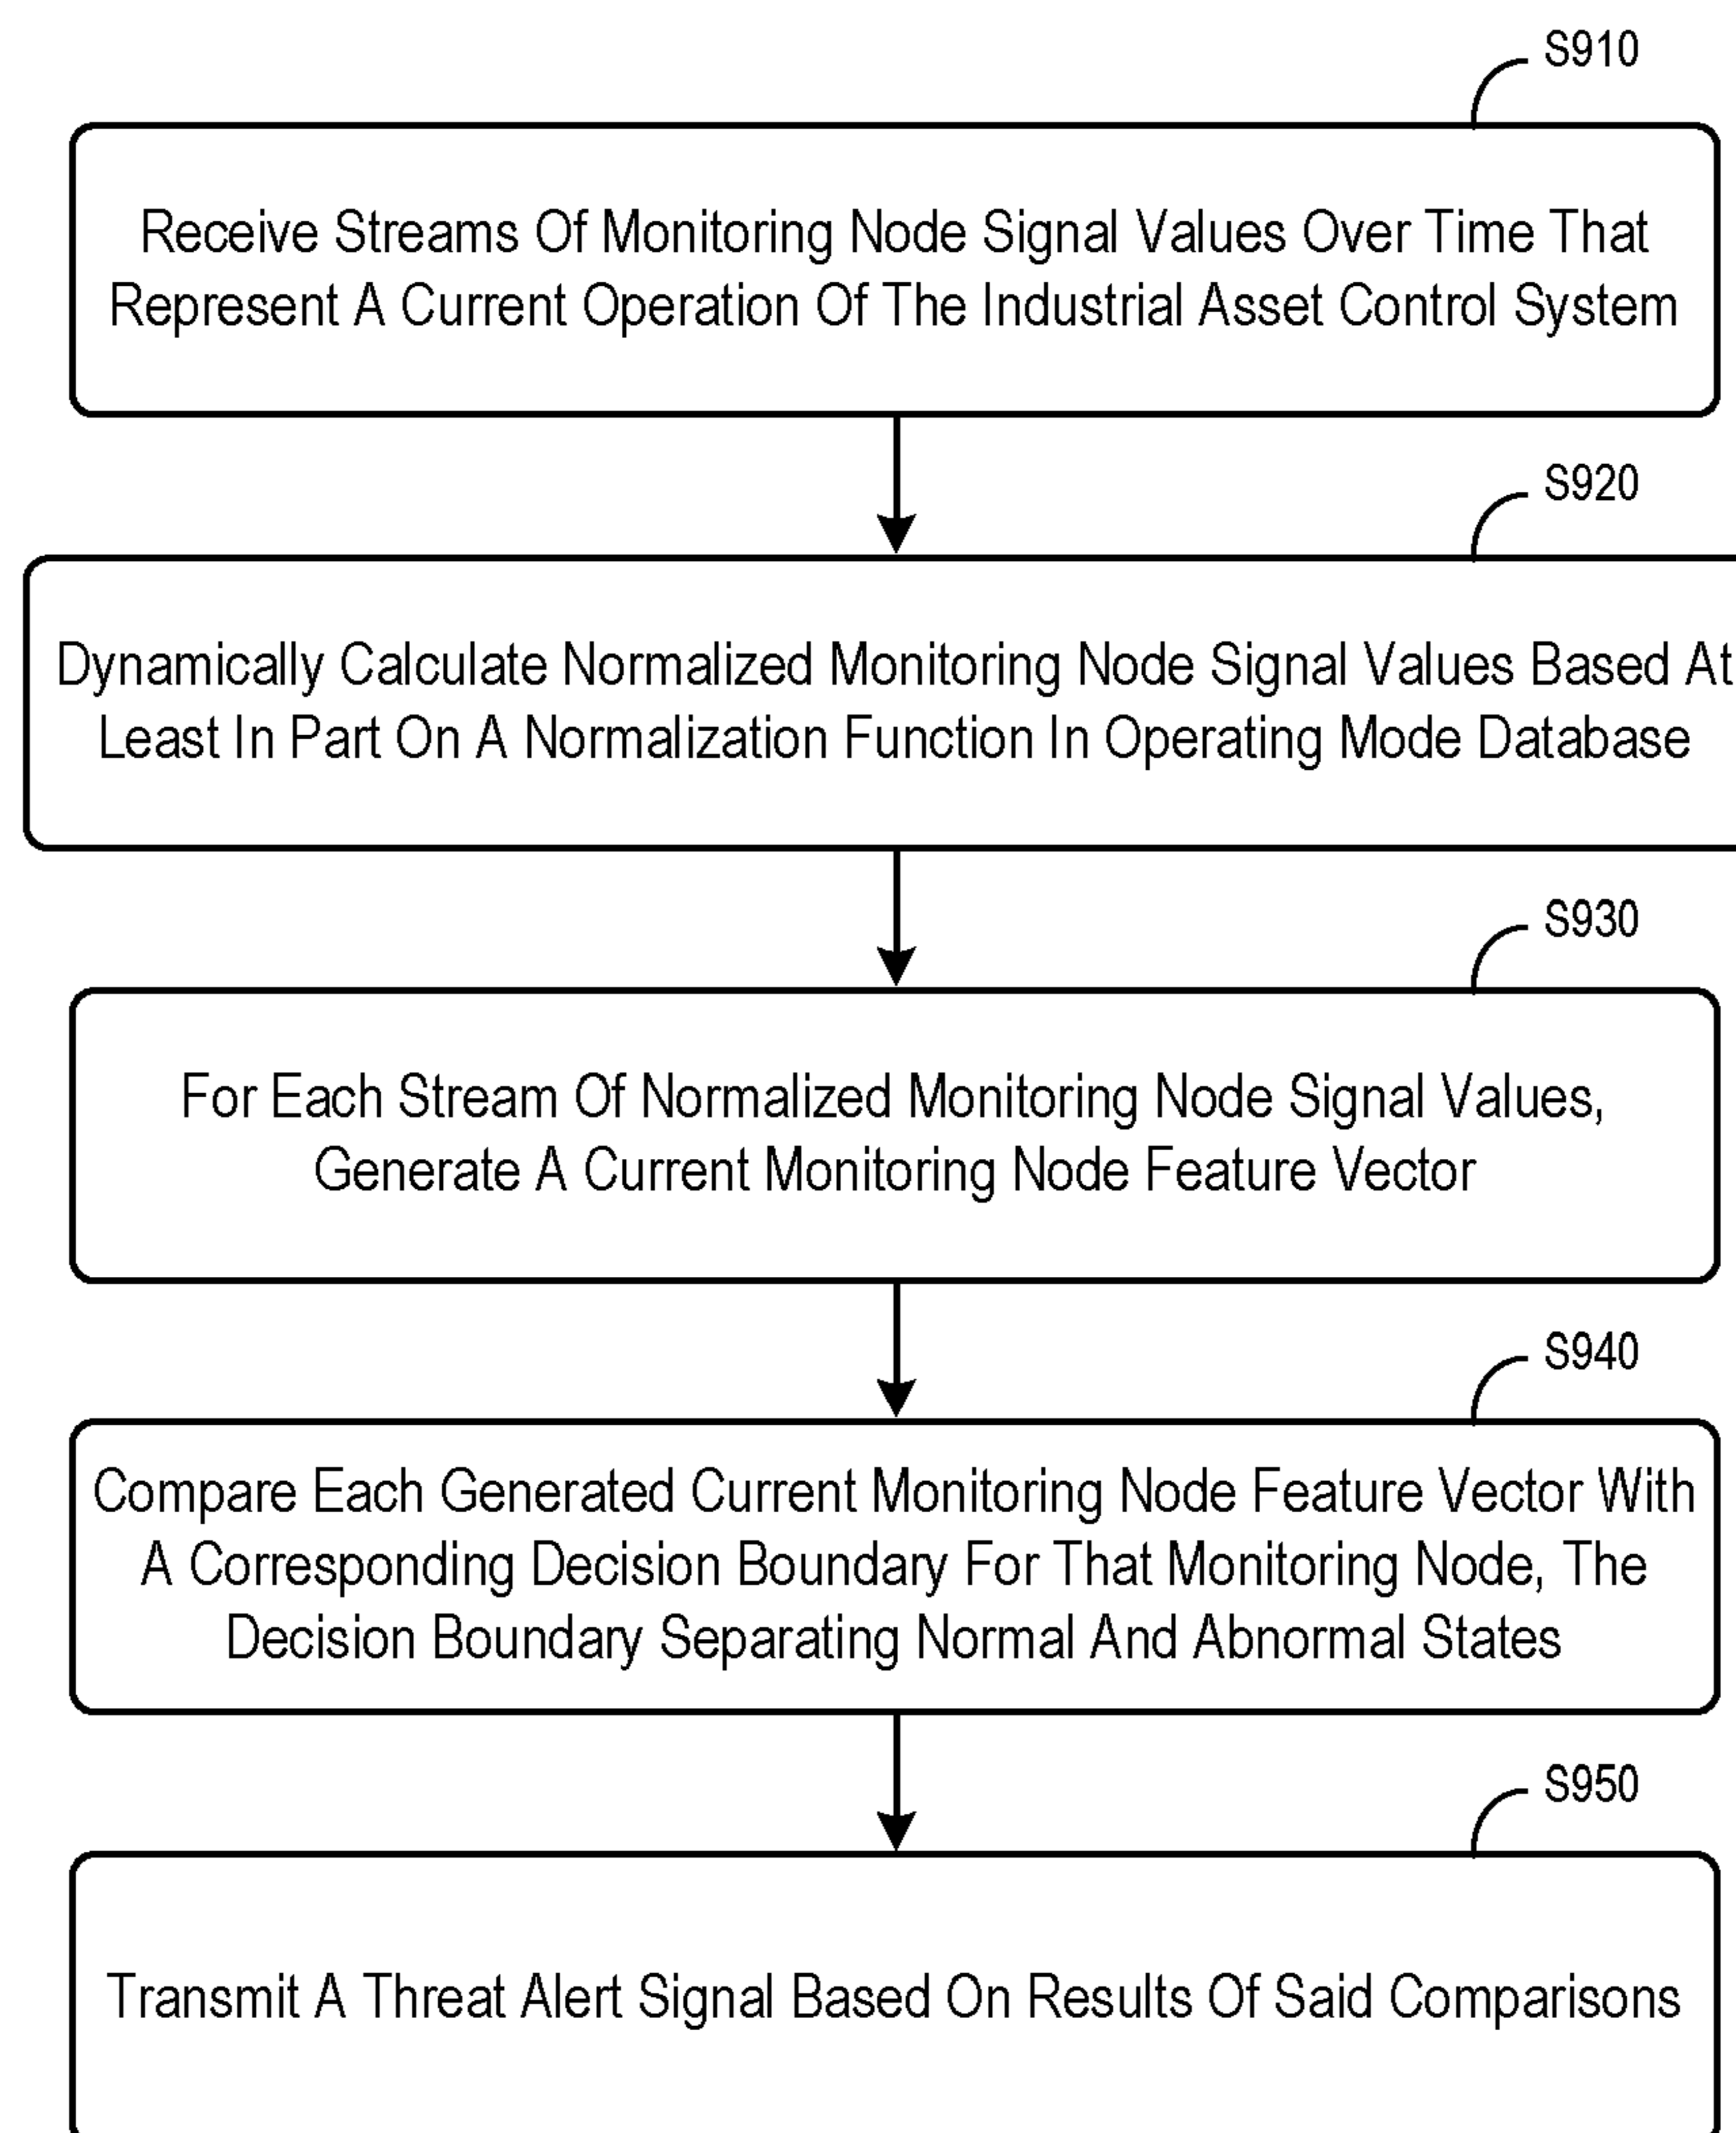 S910
Receive Streams Of Monitoring Node Signal Values Over Time That
Represent A Current Operation Of The Industrial Asset Control System
S920
Dynamically Calculate Normalized Monitoring Node Signal Values Based At
Least In Part On A Normalization Function In Operating Mode Database
S930
For Each Stream Of Normalized Monitoring Node Signal Values,
Generate A Current Monitoring Node Feature Vector
S940
Compare Each Generated Current Monitoring Node Feature Vector With
A Corresponding Decision Boundary For That Monitoring Node, The
Decision Boundary Separating Normal And Abnormal States
S950
Transmit A Threat Alert Signal Based On Results Of Said Comparisons